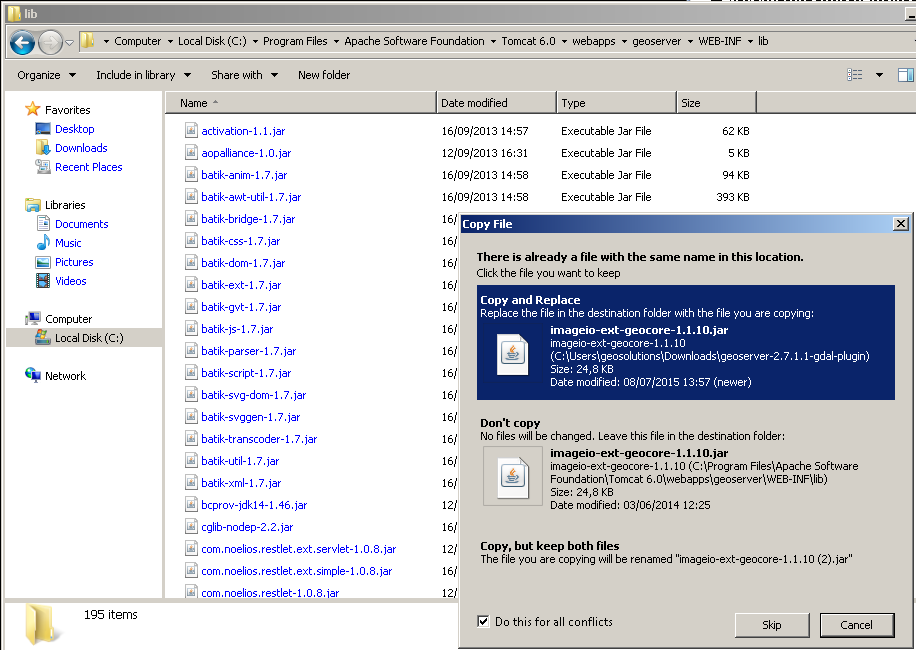 lib
Computer Local Disk (C:) Program Files Apache Software Foundation Tomcat 6.0 webapps geoserver WEB-INF lib
Organize Include in library Share with New folder
Favorites
Desktop
Downloads
Recent Places
Libraries
Documents
Music
Pictures
Videos
Computer
Local Disk (C:)
Network
Name Date modified Type Size
activation-1.1.jar 16/09/2013 14:57 Executable Jar File 62 KB
aopalliance-1.0.jar 12/09/2013 16:31 Executable Jar File 5 KB
batik-anim-1.7.jar 16/09/2013 14:58 Executable Jar File 94 KB
batik-awt-util-1.7.jar 16/09/2013 14:58 Executable Jar File 393 KB
batik-bridge-1.7.jar 16/
batik-css-1.7.jar 16/
batik-dom-1.7.jar 16/
batik-ext-1.7.jar 16/
batik-gvt-1.7.jar 16/
batik-js-1.7.jar 16/
batik-parser-1.7.jar 16/
batik-script-1.7.jar 16/
batik-svg-dom-1.7.jar 16/
batik-svggen-1.7.jar 16/
batik-transcoder-1.7.jar 16/
batik-util-1.7.jar 16/
batik-xml-1.7.jar 16/
bcprov-jdk14-1.46.jar 12/
cglib-nodep-2.2.jar 16/
com.noelios.restlet.ext.servlet-1.0.8.jar 12/
com.noelios.restlet.ext.simple-1.0.8.jar 16/
com.noelios.restlet-1.0.8.jar 12/
195 items
Copy File
There is already a file with the same name in this location.
Click the file you want to keep
Copy and Replace
Replace the file in the destination folder with the file you are copying:
imageio-ext-geocore-1.1.10.jar
imageio-ext-geocore-1.1.10
(C:\Users\geosolutions\Downloads\geoserver-2.7.1.1-gdal-plugin)
Size: 24,8 KB
Date modified: 08/07/2015 13:57 (newer)
Don't copy
No files will be changed. Leave this file in the destination folder:
imageio-ext-geocore-1.1.10.jar
imageio-ext-geocore-1.1.10 (C:\Program Files\Apache Software
Foundation\Tomcat 6.0\webapps\geoserver\WEB-INF\lib)
Size: 24,8 KB
Date modified: 03/06/2014 12:25
Copy, but keep both files
The file you are copying will be renamed "imageio-ext-geocore-1.1.10 (2).jar"
Do this for all conflicts
Skip Cancel